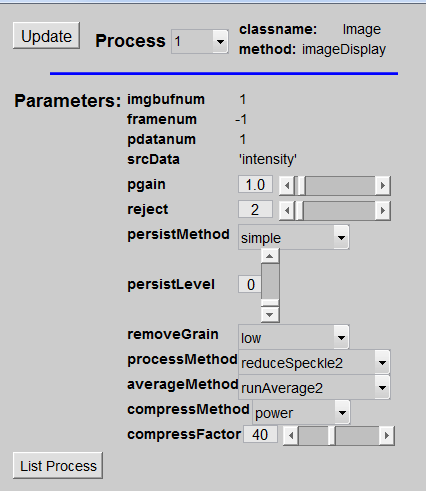 Update Process 1 classname: Image
method: imageDisplay
Parameters: imgbufnum 1
framenum -1
pdatanum 1
srcData 'intensity'
pgain 1.0
reject 2
persistMethod simple
persistLevel 0
removeGrain low
processMethod reduceSpeckle2
averageMethod runAverage2
compressMethod power
compressFactor 40
List Process